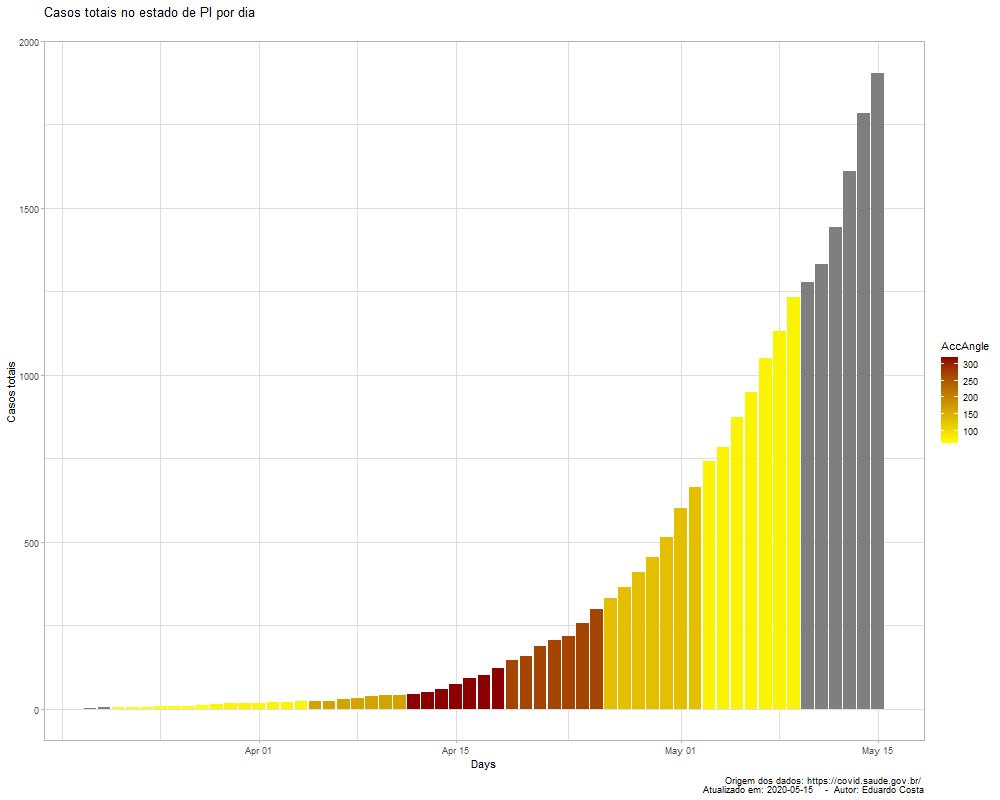 Casos totais no estado de PI por dia
2000
1500
1000
500
0
Casos totais
Apr 01
Apr 15
May 01
May 15
Days
AccAngle
300
250
200
150
100
Origem dos dados: https://covid.saude.gov.br/
Atualizado em: 2020-05-15 - Autor: Eduardo Costa